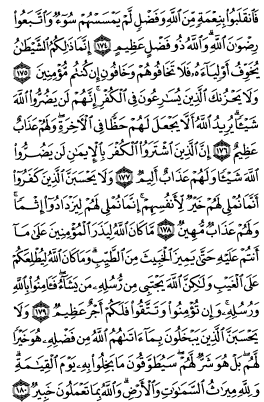 فَانقَلَبُوا بِنِعْمَةٍ مِّنَ اللَّهِ وَفَضْلٍ لَّمْ يَمْسَسْهُمْ سُوءٌ وَاتَّبَعُوا
رِضْوَانَ اللَّهِ وَاللَّهُ ذُو فَضْلٍ عَظِيمٍ ﴿١٧٤﴾ إِنَّمَا ذَٰلِكُمُ الشَّيْطَانُ
يُخَوِّفُ أَوْلِيَاءَهُ فَلَا تَخَافُوهُمْ وَخَافُونِ إِن كُنتُم مُّؤْمِنِينَ ﴿١٧٥﴾
وَلَا يَحْزُنكَ الَّذِينَ يُسَارِعُونَ فِي الْكُفْرِ إِنَّهُمْ لَن يَضُرُّوا اللَّهَ
شَيْئًا يُرِيدُ اللَّهُ أَلَّا يَجْعَلَ لَهُمْ حَظًّا فِي الْآخِرَةِ وَلَهُمْ عَذَابٌ
عَظِيمٌ ﴿١٧٦﴾ إِنَّ الَّذِينَ اشْتَرَوُا الْكُفْرَ بِالْإِيمَانِ لَن يَضُرُّوا
اللَّهَ شَيْئًا وَلَهُمْ عَذَابٌ أَلِيمٌ ﴿١٧٧﴾ وَلَا يَحْسَبَنَّ الَّذِينَ كَفَرُوا
أَنَّمَا نُمْلِي لَهُمْ خَيْرٌ لِّأَنفُسِهِمْ إِنَّمَا نُمْلِي لَهُمْ لِيَزْدَادُوا إِثْمًا
وَلَهُمْ عَذَابٌ مُّهِينٌ ﴿١٧٨﴾ مَّا كَانَ اللَّهُ لِيَذَرَ الْمُؤْمِنِينَ عَلَىٰ مَا
أَنتُمْ عَلَيْهِ حَتَّىٰ يَمِيزَ الْخَبِيثَ مِنَ الطَّيِّبِ وَمَا كَانَ اللَّهُ لِيُطْلِعَكُمْ
عَلَى الْغَيْبِ وَلَٰكِنَّ اللَّهَ يَجْتَبِي مِن رُّسُلِهِ مَن يَشَاءُ فَآمِنُوا بِاللَّهِ
وَرُسُلِهِ وَإِن تُؤْمِنُوا وَتَتَّقُوا فَلَكُمْ أَجْرٌ عَظِيمٌ ﴿١٧٩﴾ وَلَا
يَحْسَبَنَّ الَّذِينَ يَبْخَلُونَ بِمَا آتَاهُمُ اللَّهُ مِن فَضْلِهِ هُوَ خَيْرًا
لَّهُم بَلْ هُوَ شَرٌّ لَّهُمْ سَيُطَوَّقُونَ مَا بَخِلُوا بِهِ يَوْمَ الْقِيَامَةِ
وَلِلَّهِ مِيرَاثُ السَّمَاوَاتِ وَالْأَرْضِ وَاللَّهُ بِمَا تَعْمَلُونَ خَبِيرٌ ﴿١٨٠﴾